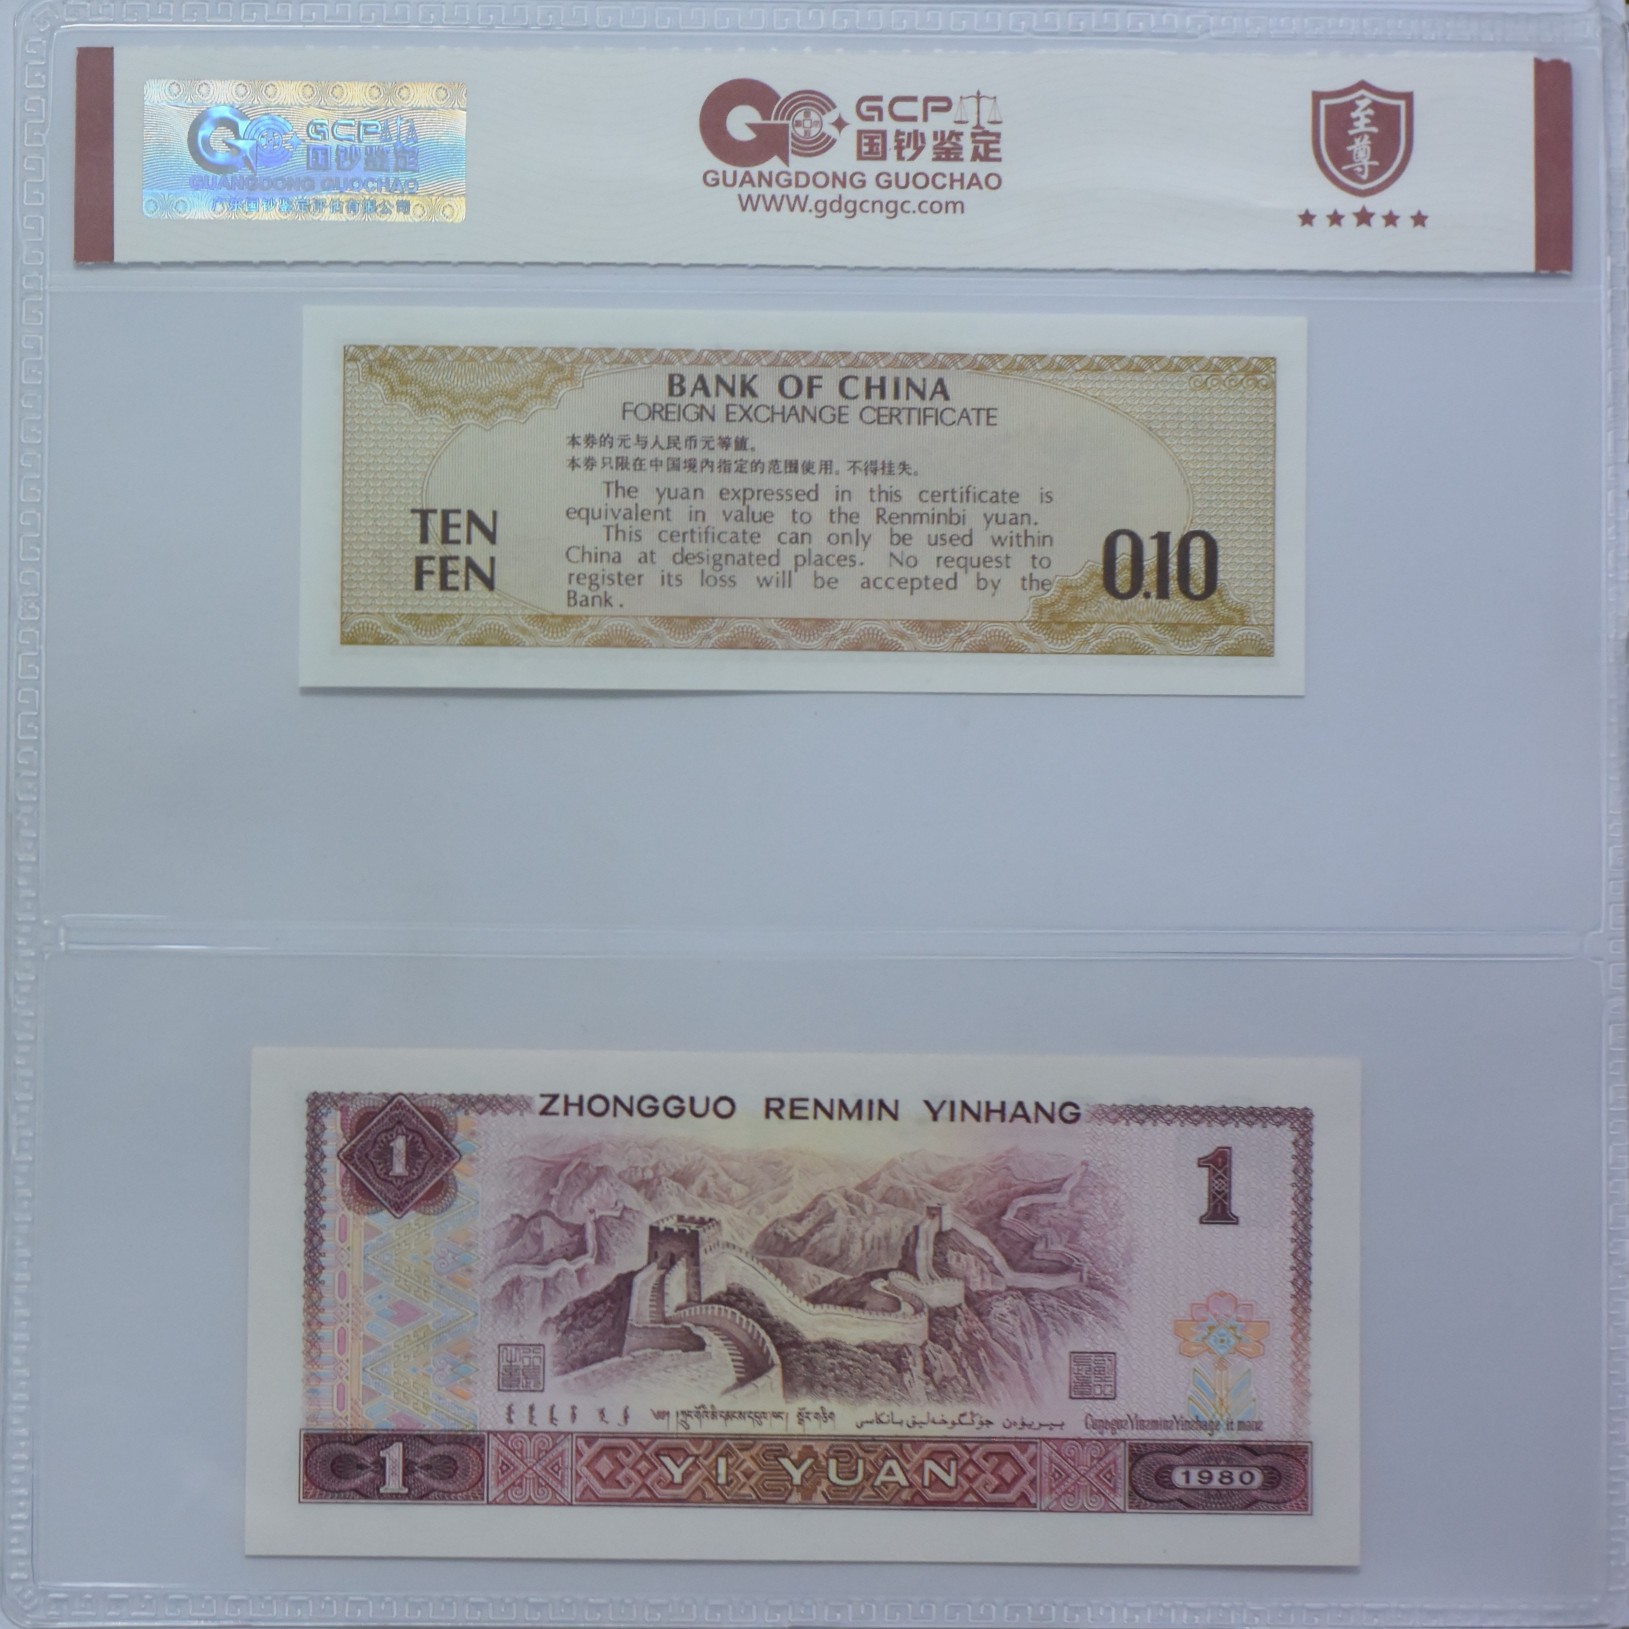 GCP
国钞鉴定
GUANGDONG GUOCHAO
GCP
国钞鉴定
GUANGDONG GUOCHAO
WWW.gdgcngc.com
至尊
BANK OF CHINA
FOREIGN EXCHANGE CERTIFICATE
本券的元与人民币元等值。
本券只限在中国境内指定的范围使用。不得挂失。
The yuan expressed in this certificate is
equivalent in value to the Renminbi yuan.
This certificate can only be used within
China at designated places. No request to
register its loss will be accepted by the
Bank.
TEN
FEN
0.10
ZHONGGUO RENMIN YINHANG
1
1
1
YI YUAN
1980